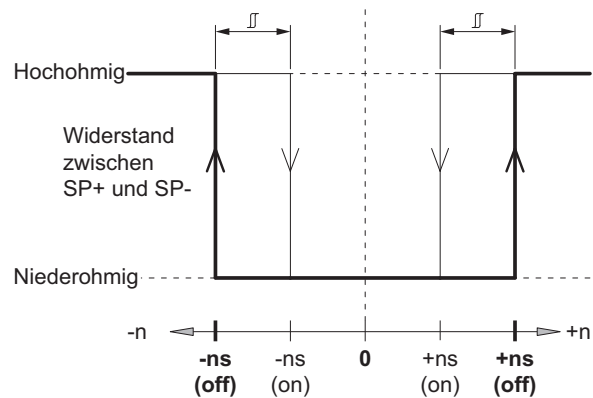 Hochohmig
Widerstand
zwischen
SP+ und SP-
Niederohmig
-n
+n
-ns
(off)
-ns
(on)
0
+ns
(on)
+ns
(off)